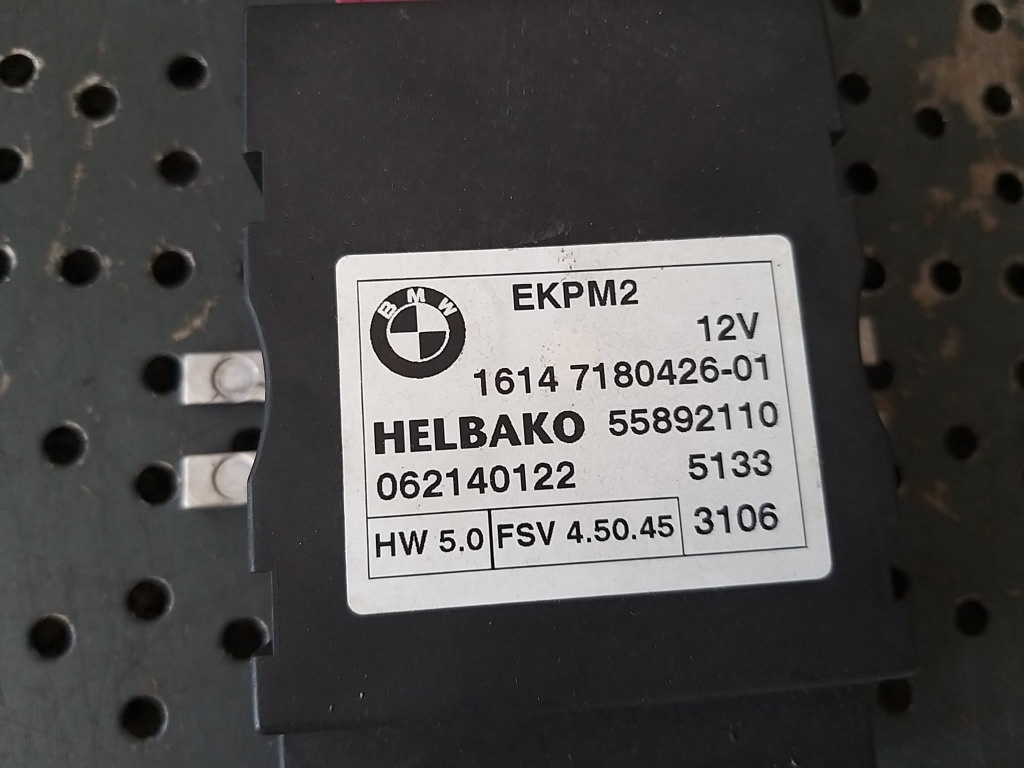 BMW
EKPM2
12V
1614 7180426-01
HELBAKO 55892110
062140122 5133
HW 5.0 FSV 4.50.45 3106